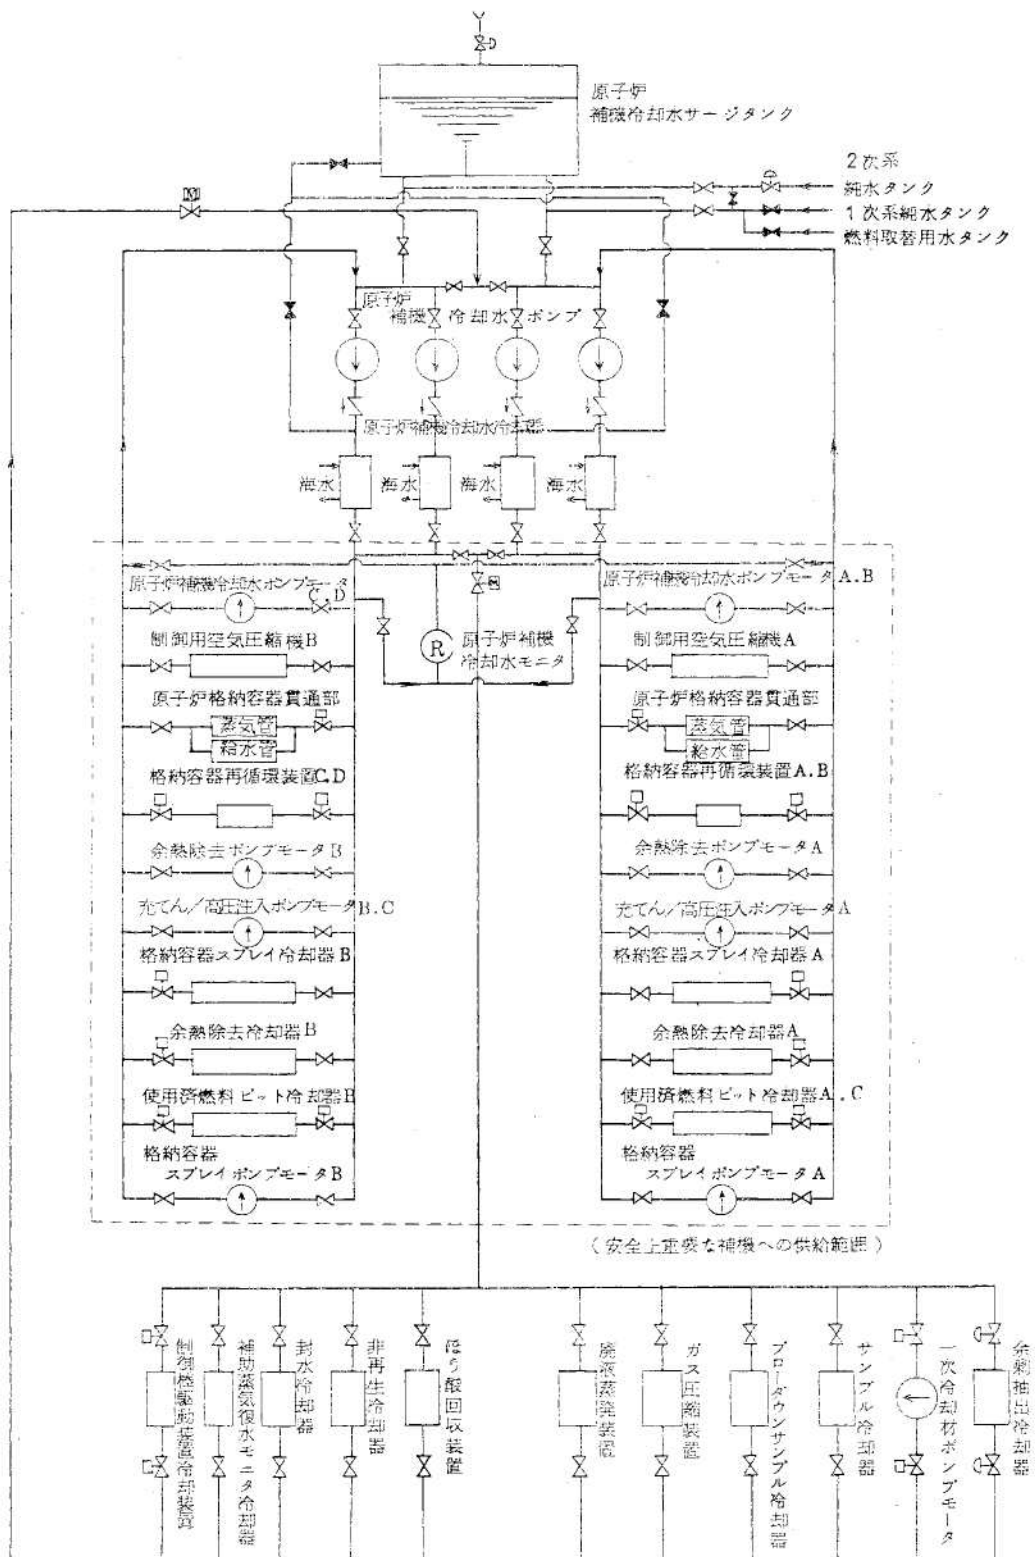 原子炉
補機冷却水サージタンク
2次系
純水タンク
1次系純水タンク
燃料取替用水タンク
M
原子炉
補機冷却水ポンプ
原子炉補機冷却水冷却器
海水
海水
海水
海水
原子炉補機冷却水ポンプモータ
C.D
制御用空気圧縮機B
原子炉格納容器貫通部
蒸気管
給水管
格納容器再循環装置C.D
余熱除去ポンプモータB
充てん/高圧注入ポンプモータB.C
格納容器スプレイ冷却器B
余熱除去冷却器B
使用済燃料ピット冷却器B
格納容器
スプレイポンプモータB
M
R
原子炉補機
冷却水モニタ
原子炉補機冷却水ポンプモータA.B
制御用空気圧縮機A
原子炉格納容器貫通部
蒸気管
給水管
格納容器再循環装置A.B
余熱除去ポンプモータA
充てん/高圧注入ポンプモータA
格納容器スプレイ冷却器A
余熱除去冷却器A
使用済燃料ピット冷却器A.C
格納容器
スプレイポンプモータA
(安全上重要な補機への供給範囲)
制御棒駆動装置冷却装置
補助蒸気復水モニタ冷却器
封水冷却器
非再生冷却器
ほう酸回収装置
廃液蒸発装置
ガス圧縮装置
ブローダウンサンプル冷却器
サンプル冷却器
一次冷却材ポンプモータ
余剰抽出冷却器